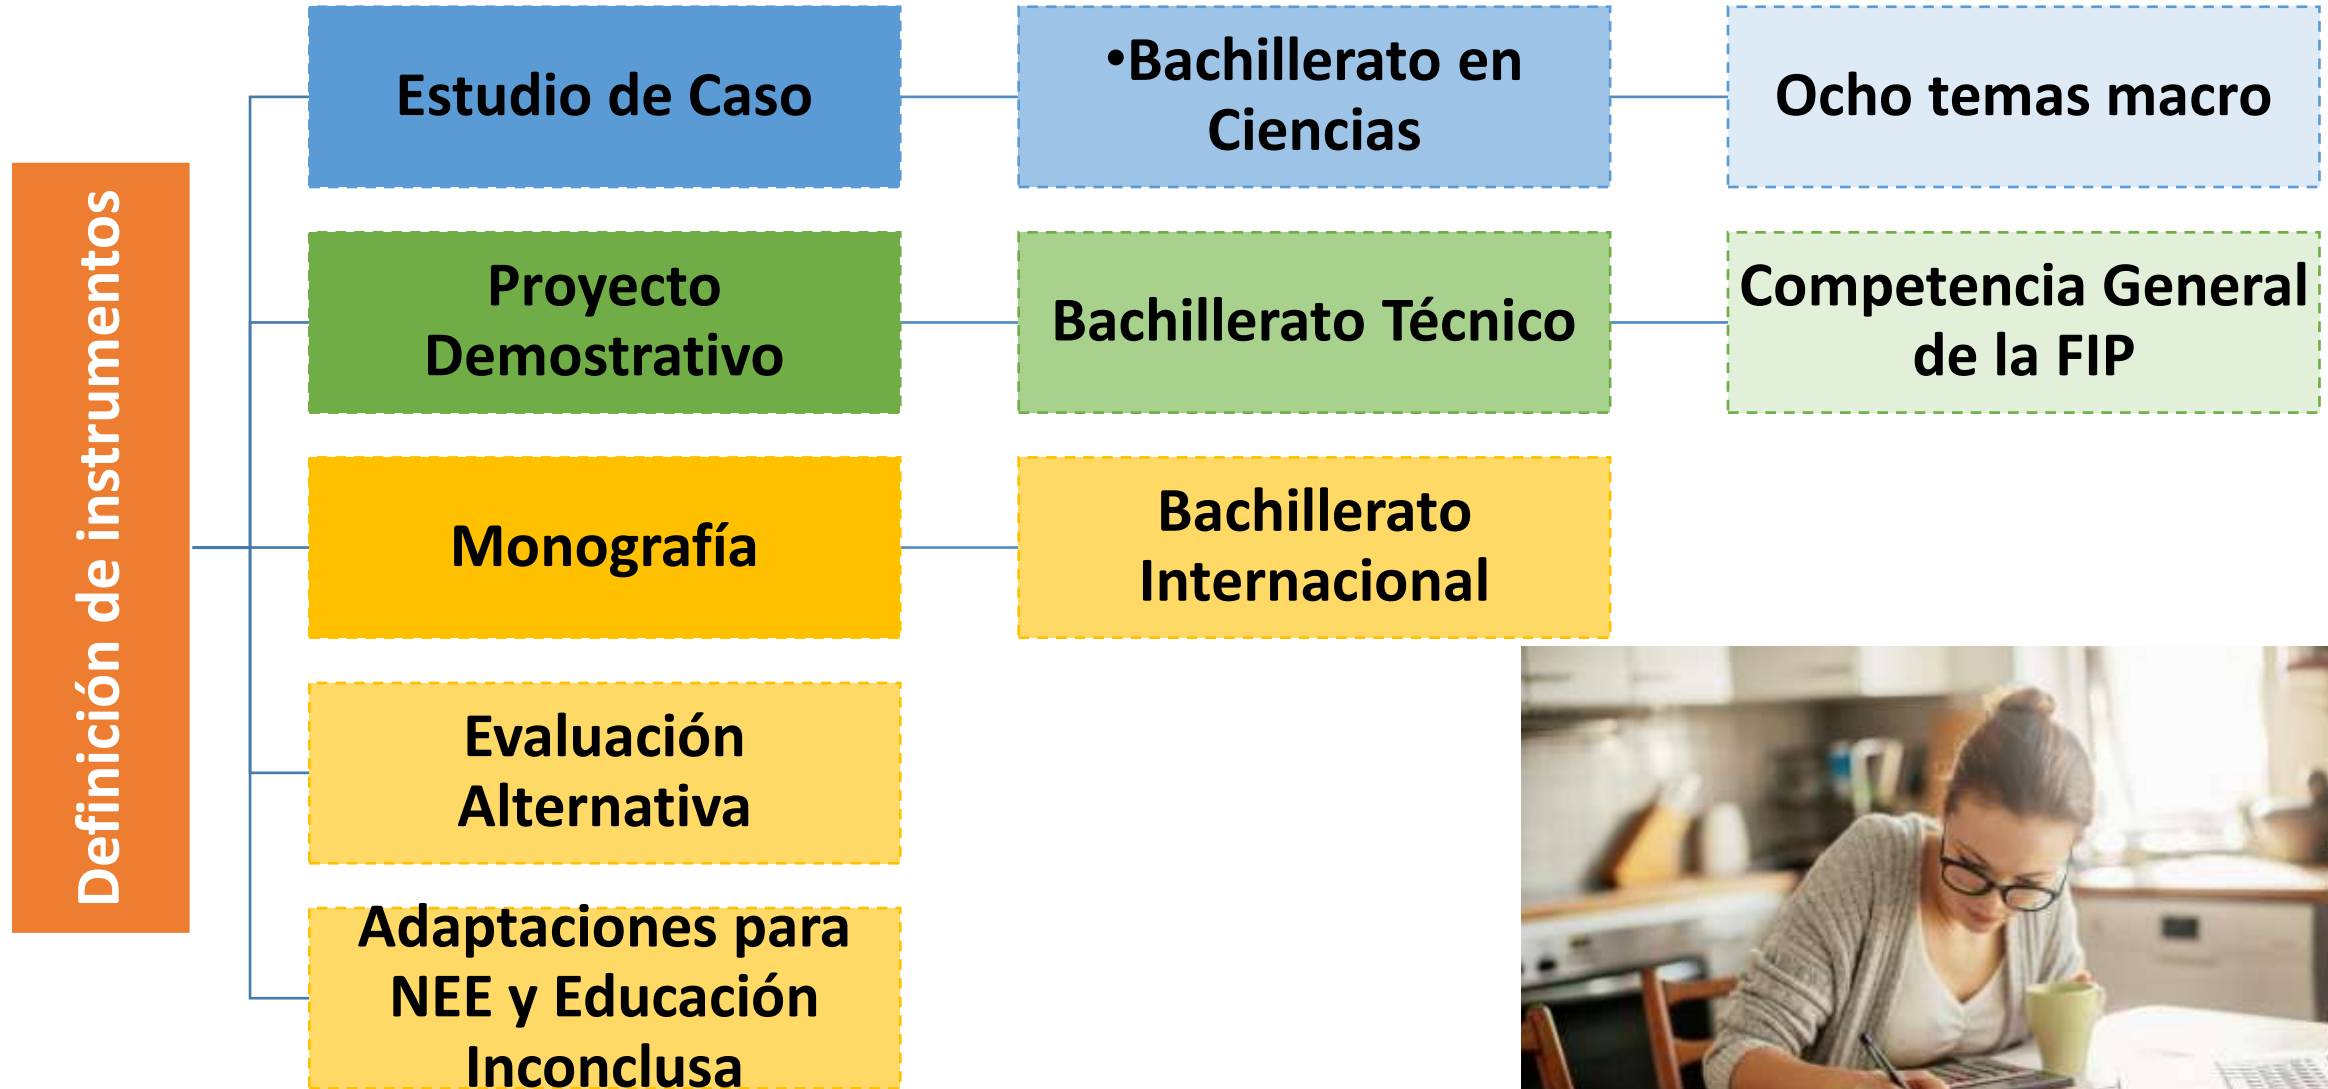 Definición de instrumentos
Estudio de Caso
•Bachillerato en
Ciencias
Ocho temas macro
Proyecto
Demostrativo
Bachillerato Técnico
Competencia General
de la FIP
Monografía
Bachillerato
Internacional
Evaluación
Alternativa
Adaptaciones para
NEE y Educación
Inconclusa